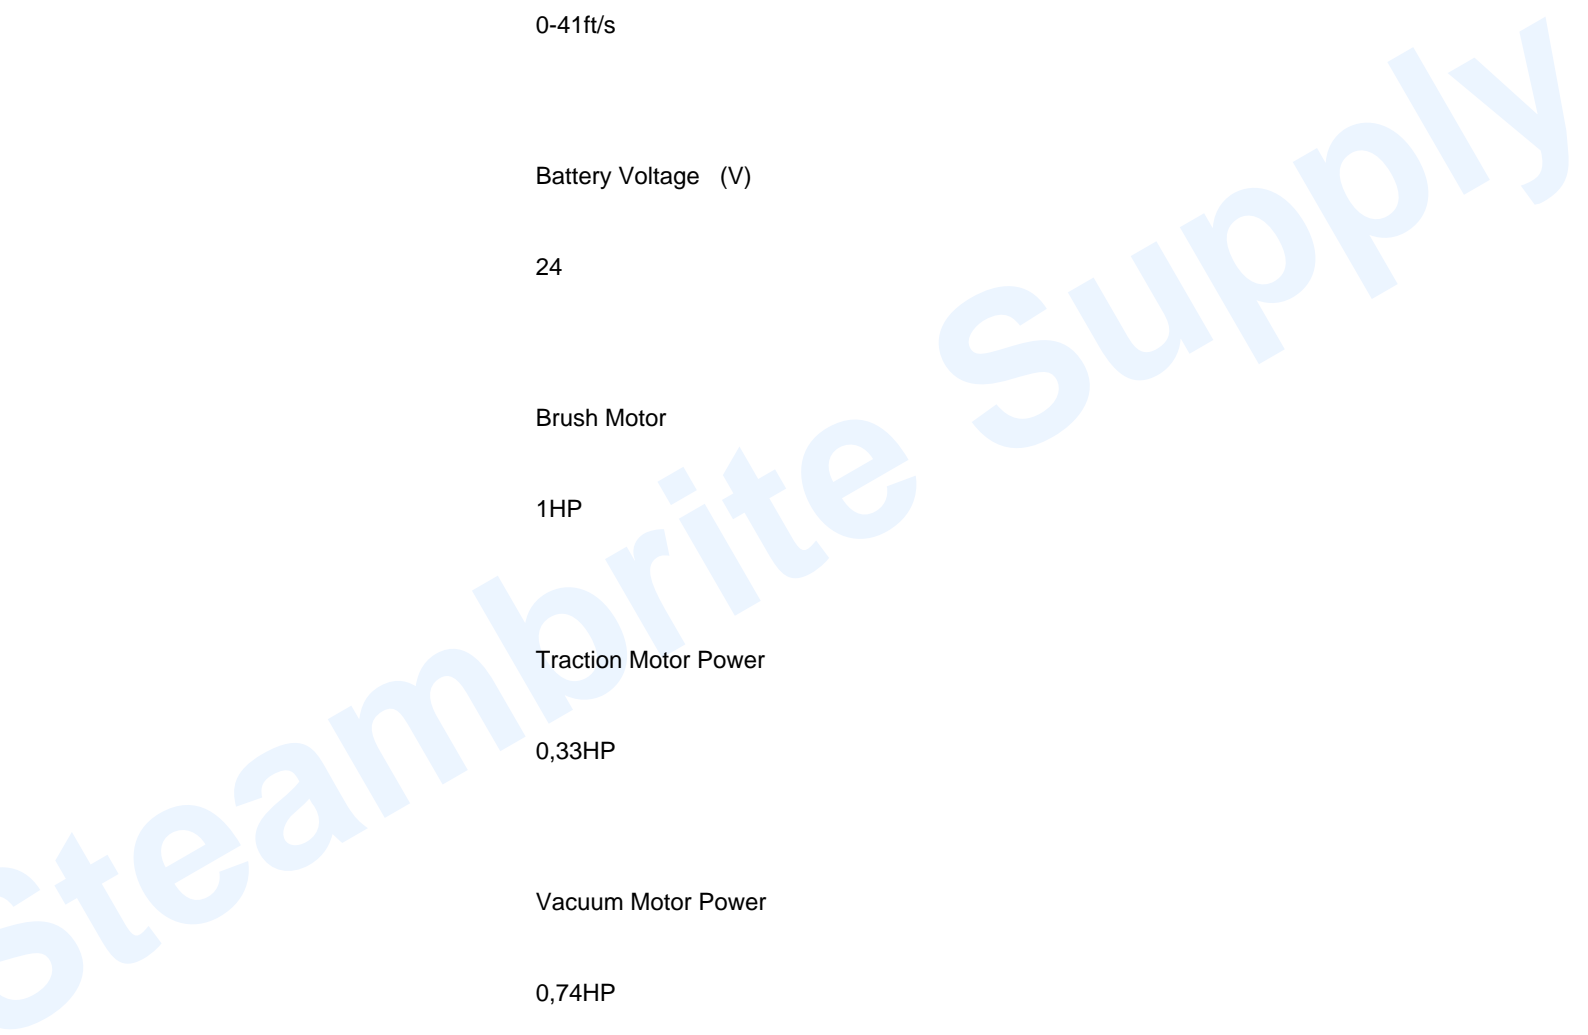 0-41ft/s
Battery Voltage (V)
24
Brush Motor
1HP
Traction Motor Power
0,33HP
Vacuum Motor Power
0,74HP
Steambrite Supply